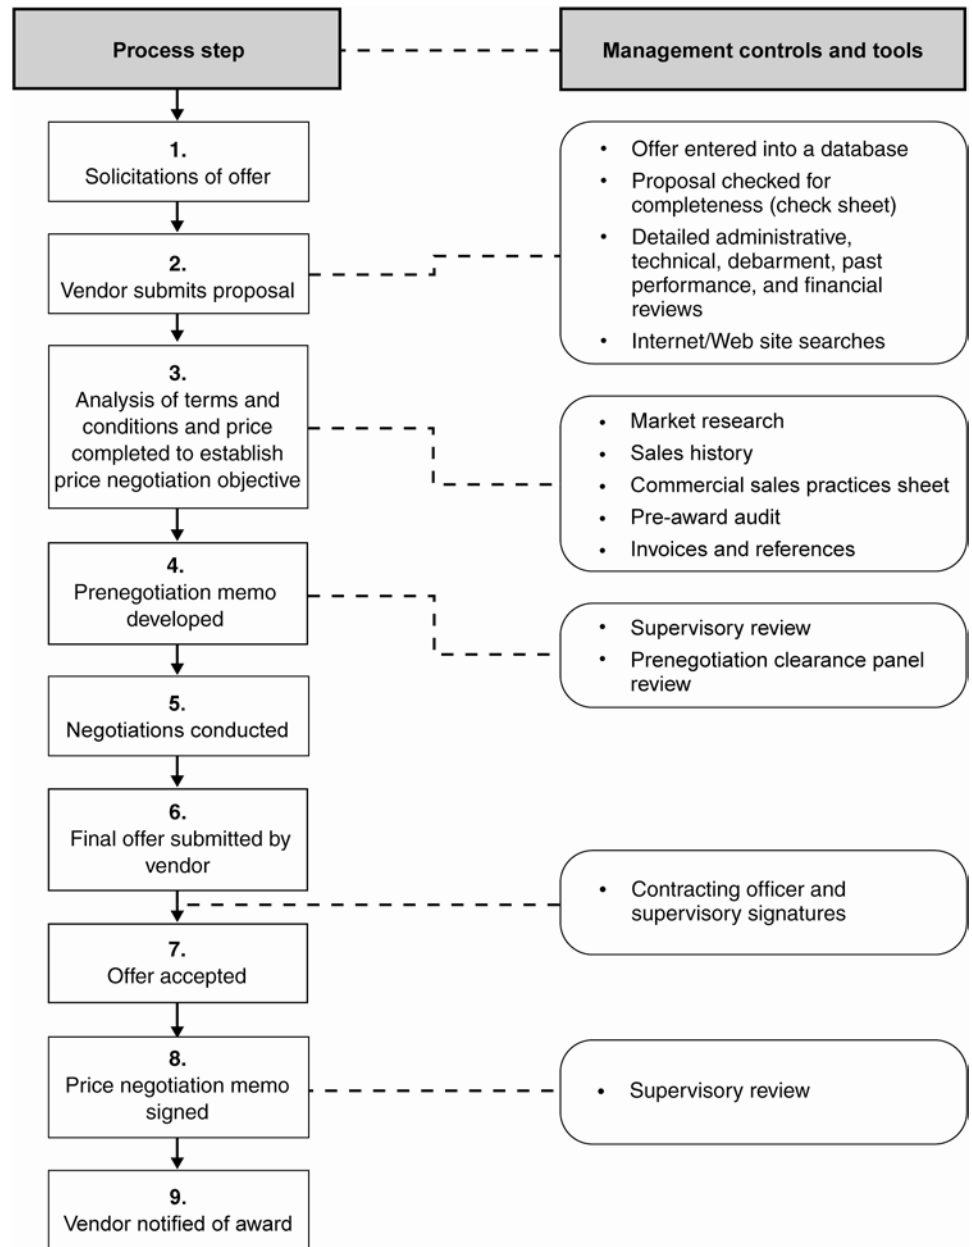 Process step
Management controls and tools
1.
Solicitations of offer
2.
Vendor submits proposal
• Offer entered into a database
• Proposal checked for
completeness (check sheet)
• Detailed administrative,
technical, debarment, past
performance, and financial
reviews
• Internet/Web site searches
3.
Analysis of terms and
conditions and price
completed to establish
price negotiation objective
• Market research
• Sales history
• Commercial sales practices sheet
• Pre-award audit
• Invoices and references
4.
Prenegotiation memo
developed
• Supervisory review
• Prenegotiation clearance panel
review
5.
Negotiations conducted
6.
Final offer submitted by
vendor
• Contracting officer and
supervisory signatures
7.
Offer accepted
8.
Price negotiation memo
signed
• Supervisory review
9.
Vendor notified of award